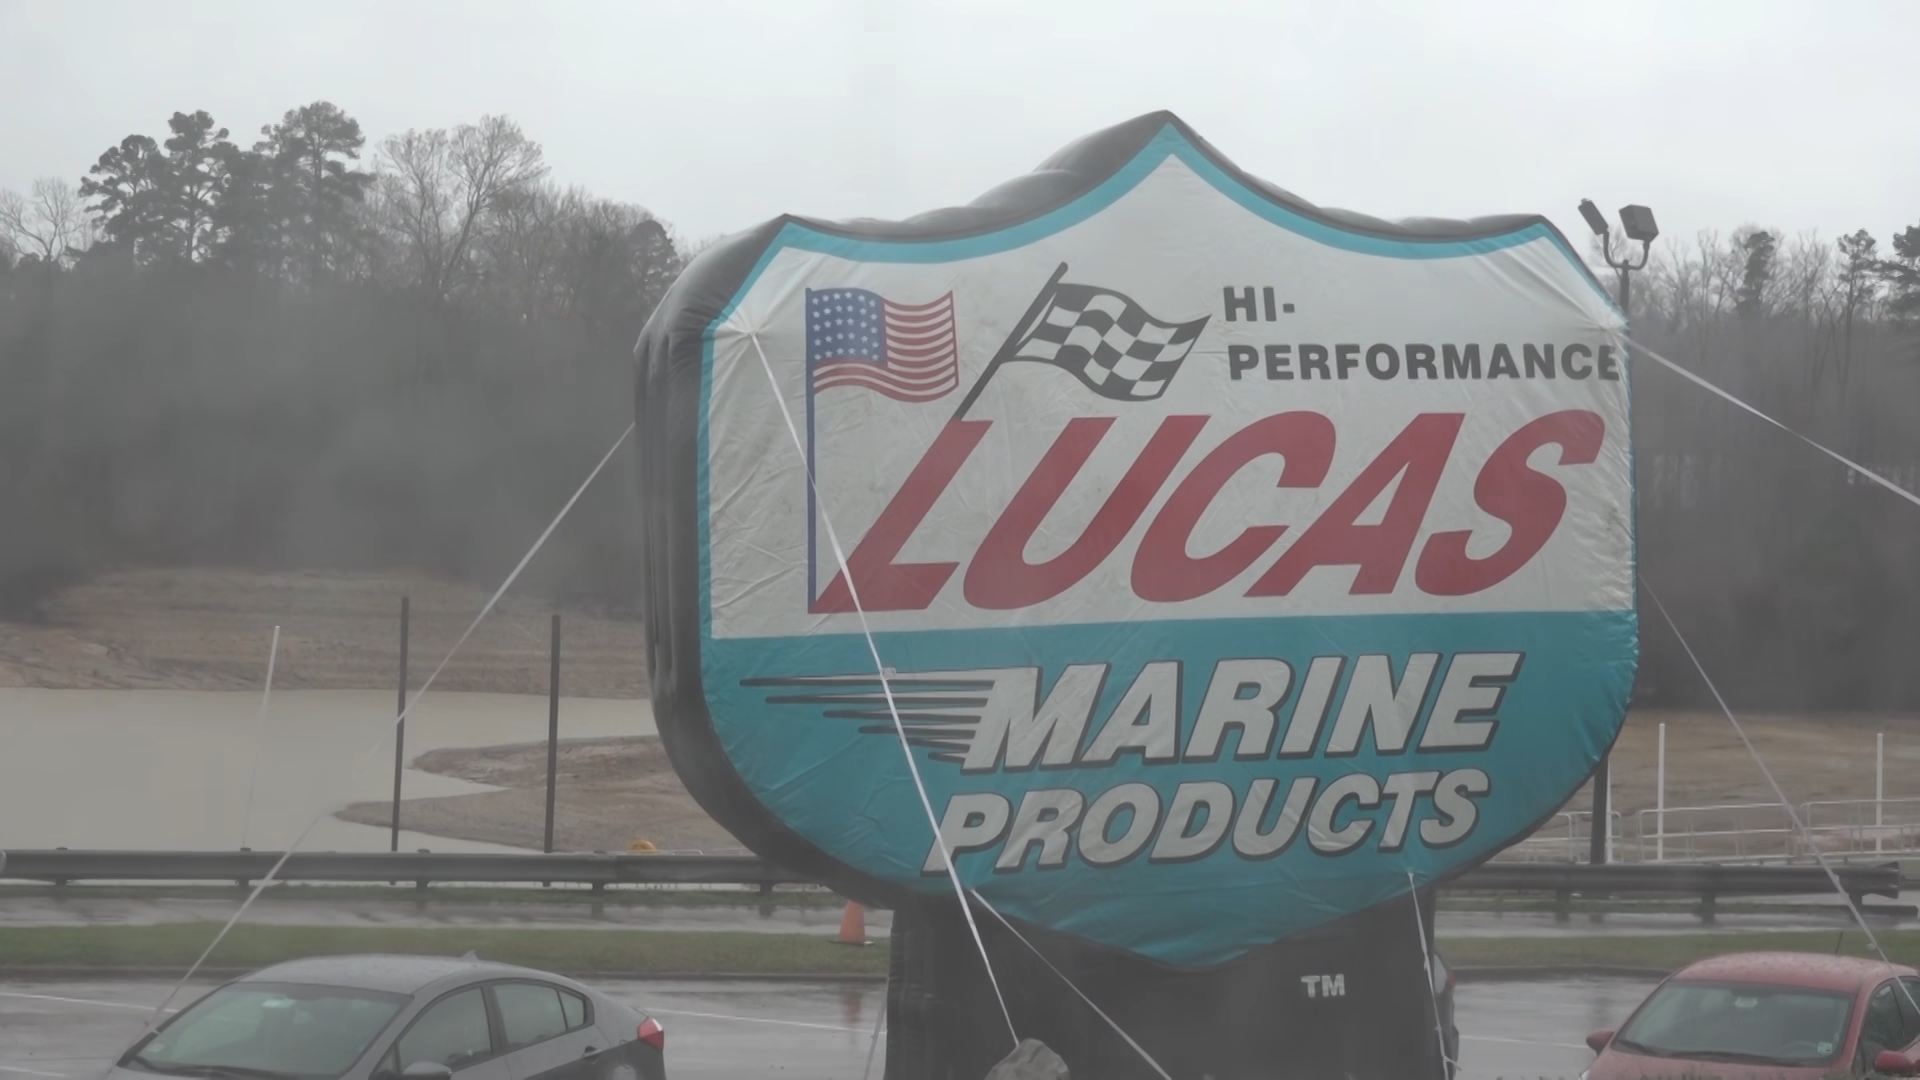 HI-
PERFORMANCE
LUCAS
MARINE
PRODUCTS
TM